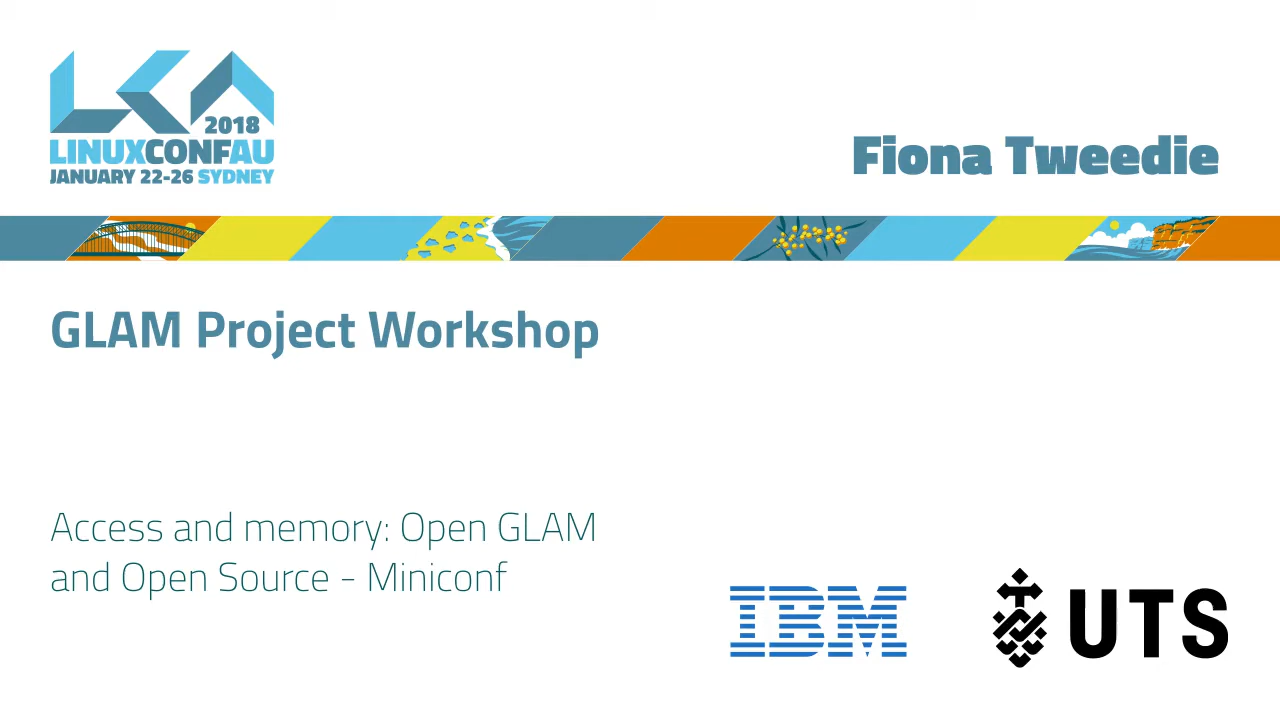 LCA
2018
LINUXCONFAU
JANUARY 22-26 SYDNEY
Fiona Tweedie
GLAM Project Workshop
Access and memory: Open GLAM
and Open Source - Miniconf
IBM
UTS